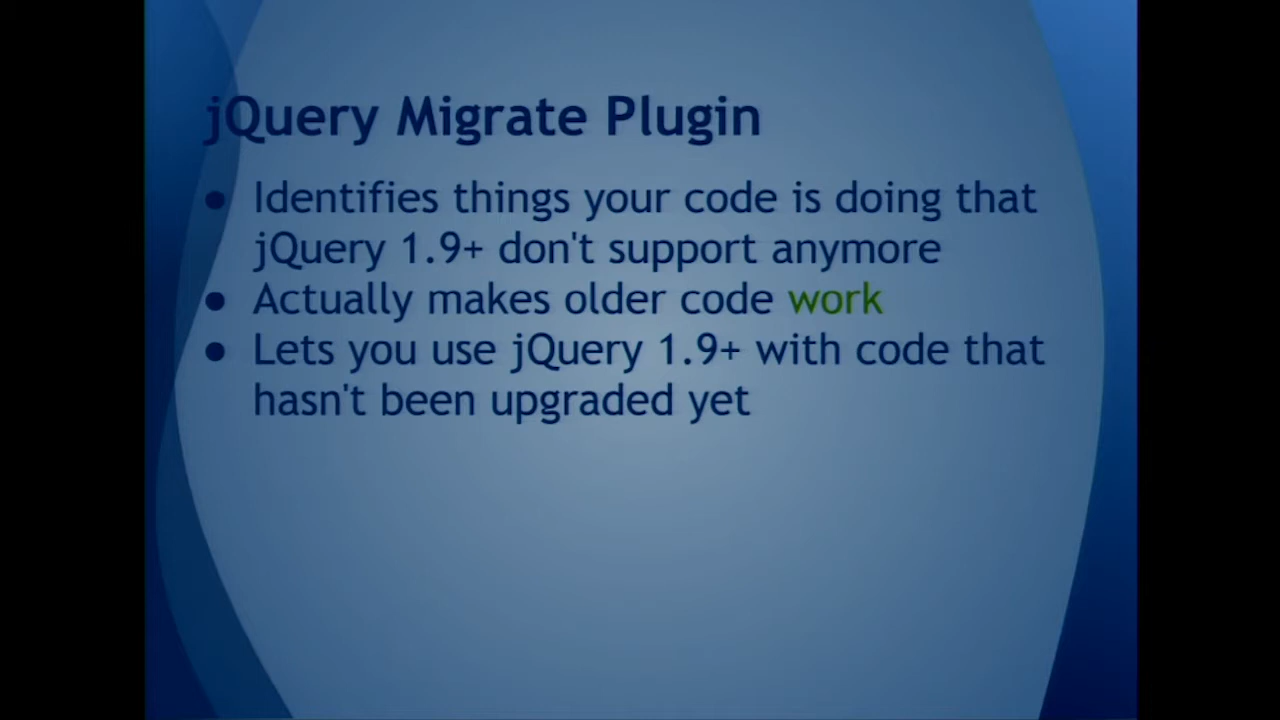 jQuery Migrate Plugin
● Identifies things your code is doing that
jQuery 1.9+ don't support anymore
● Actually makes older code work
● Lets you use jQuery 1.9+ with code that
hasn't been upgraded yet